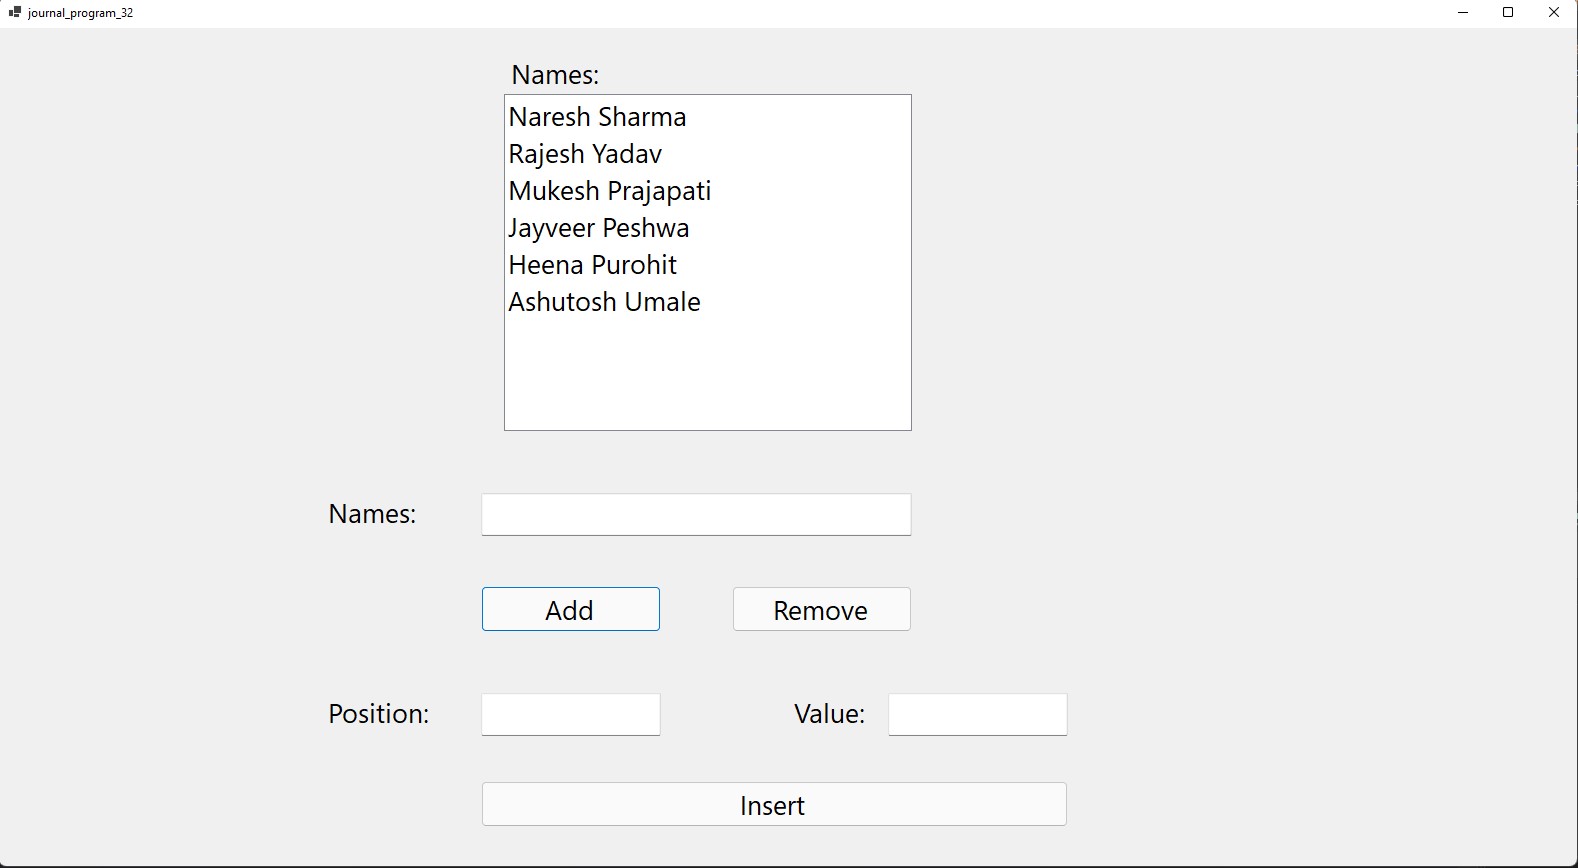 journal_program_32
Names:
Naresh Sharma
Rajesh Yadav
Mukesh Prajapati
Jayveer Peshwa
Heena Purohit
Ashutosh Umale
Names:
Add Remove
Position: Value:
Insert